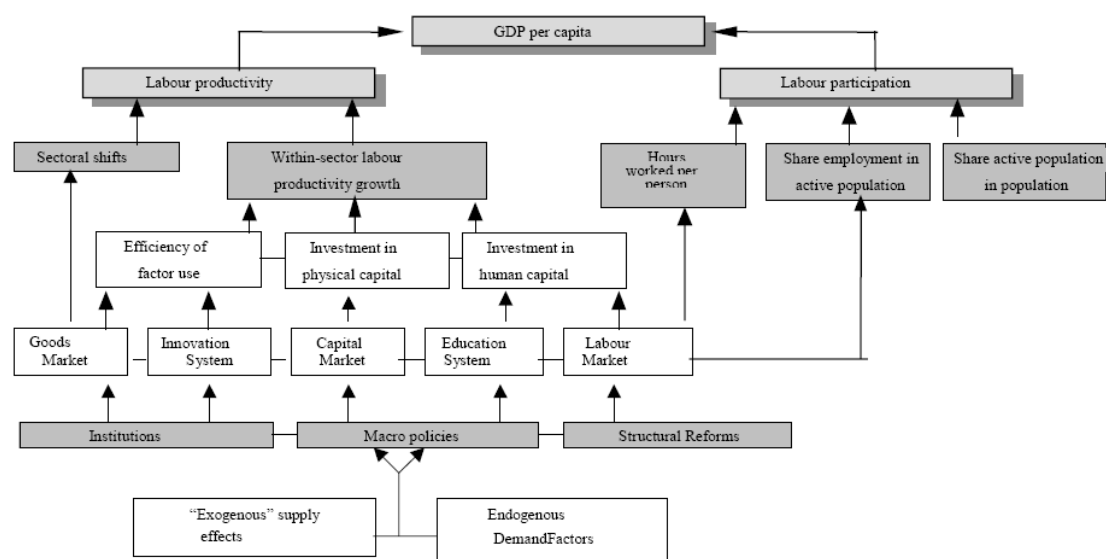 GDP per capita
Labour productivity
Labour participation
Sectoral shifts
Within-sector labour
productivity growth
Hours
worked per
person
Share employment in
active population
Share active population
in population
Efficiency of
factor use
Investment in
physical capital
Investment in
human capital
Goods
Market
Innovation
System
Capital
Market
Education
System
Labour
Market
Institutions
Macro policies
Structural Reforms
“Exogenous” supply
effects
Endogenous
DemandFactors